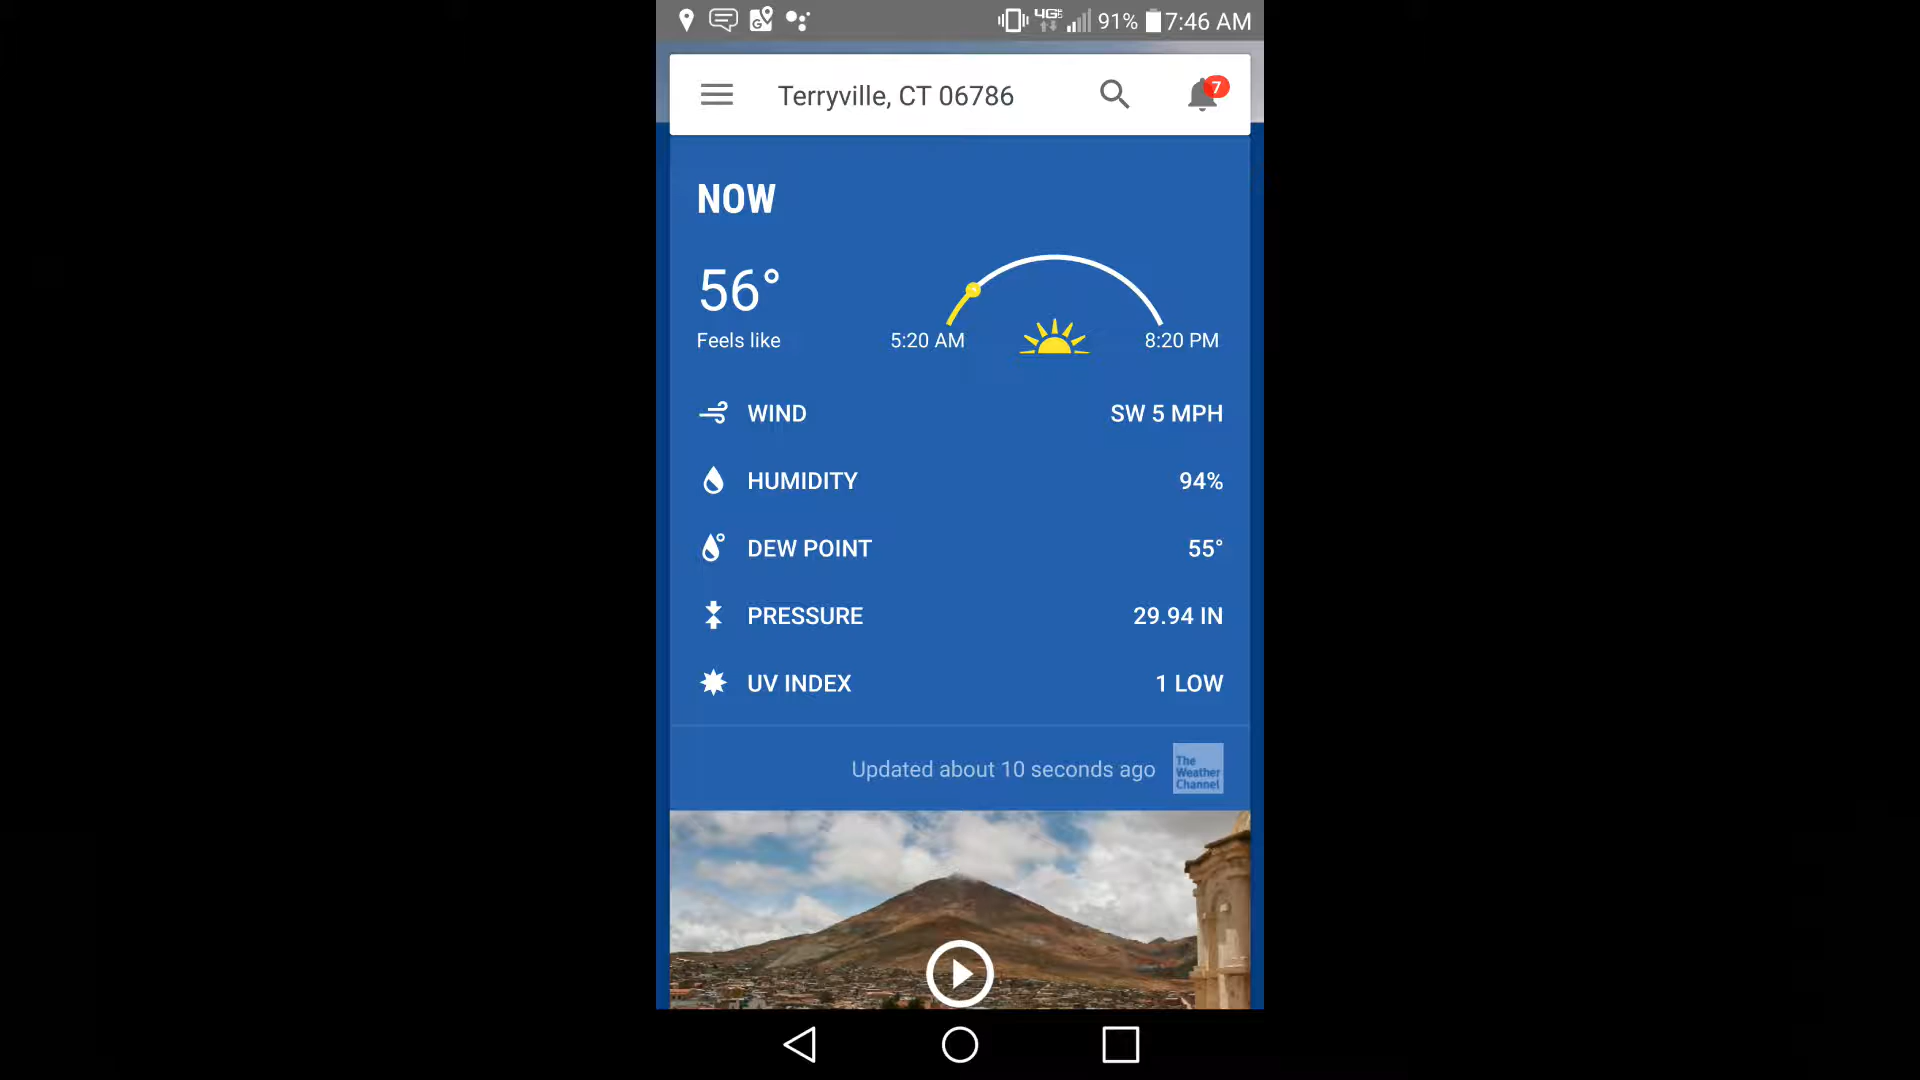 4G 91% 7:46 AM
Terryville, CT 06786 7
NOW
56°
Feels like
5:20 AM 8:20 PM
WIND SW 5 MPH
HUMIDITY 94%
DEW POINT 55°
PRESSURE 29.94 IN
UV INDEX 1 LOW
Updated about 10 seconds ago
The
Weather
Channel